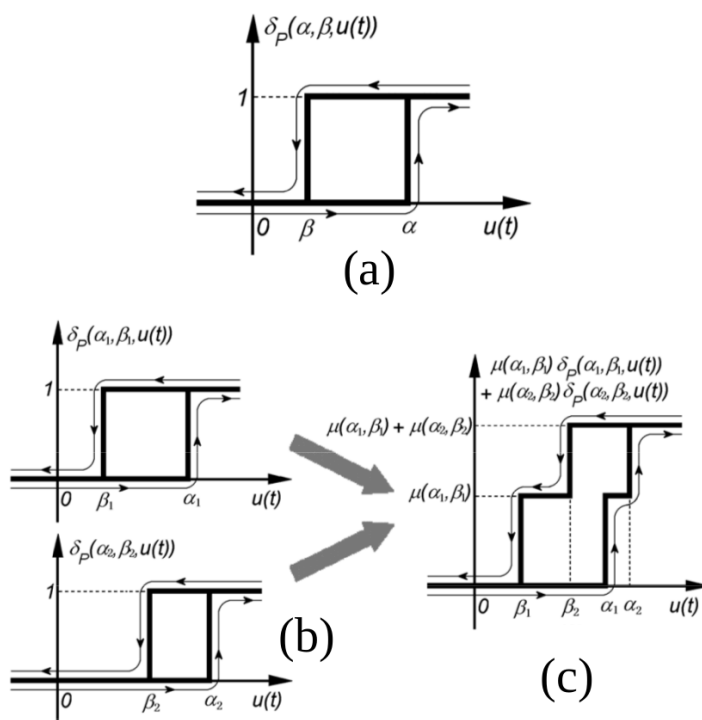 δₚ(α,β,u(t))
1
0 β α u(t)
(a)
δₚ(α₁,β₁,u(t))
1
0 β₁ α₁ u(t)
δₚ(α₂,β₂,u(t))
1
0 β₂ α₂ u(t)
(b)
μ(α₁,β₁) δₚ(α₁,β₁,u(t))
+ μ(α₂,β₂) δₚ(α₂,β₂,u(t))
μ(α₁,β₁) + μ(α₂,β₂)
μ(α₁,β₁)
0 β₁ β₂ α₁ α₂ u(t)
(c)